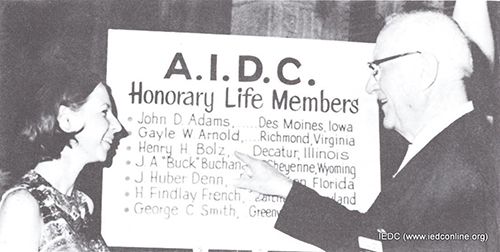 A.I.D.C.
Honorary Life Members
• John D Adams, .... Des Moines, Iowa
• Gayle W Arnold, ... Richmond, Virginia
• Henry H Bolz, Decatur, Illinois
• J. A "Buck" Buchan Cheyenne, Wyoming
• J Huber Denn, Florida
• H Findlay French,
• George C Smith,
IEDC (www.iedconline.org)